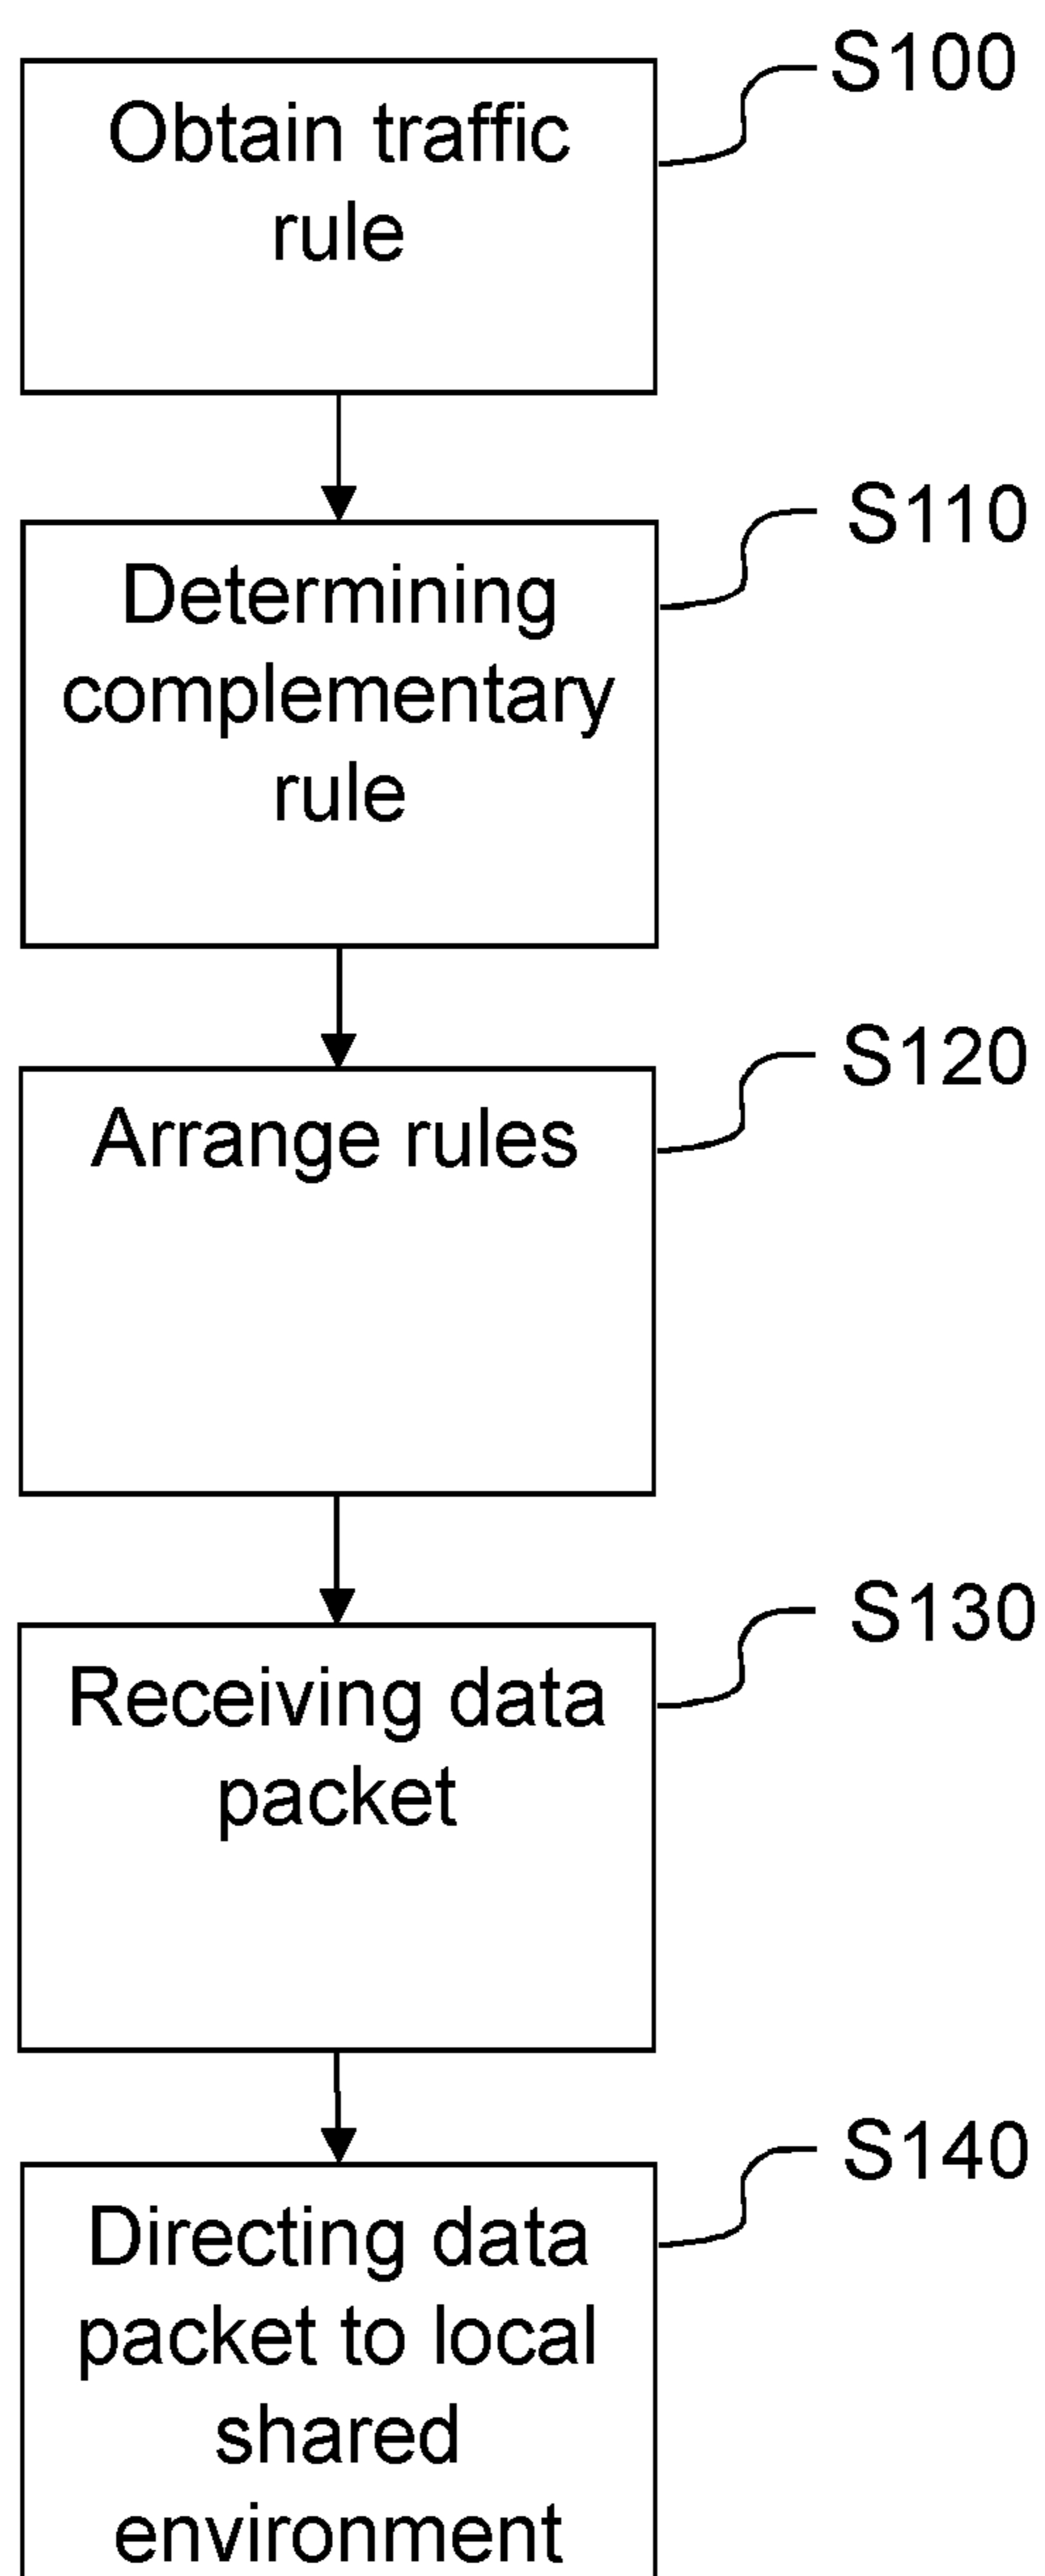 S100
Obtain traffic
rule
S110
Determining
complementary
rule
S120
Arrange rules
S130
Receiving data
packet
S140
Directing data
packet to local
shared
environment